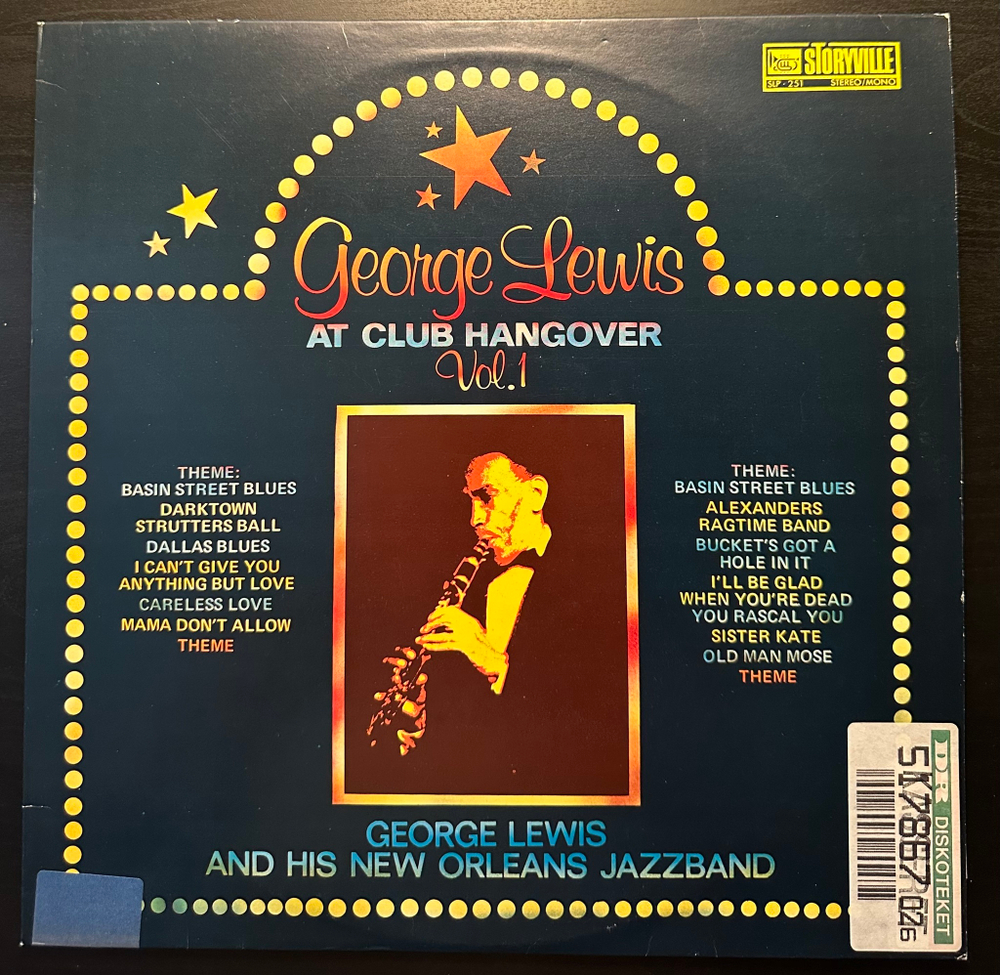 STORYVILLE
SLP - 251 STEREO/MONO
George Lewis
AT CLUB HANGOVER
Vol.1
THEME:
BASIN STREET BLUES
DARKTOWN
STRUTTERS BALL
DALLAS BLUES
I CAN'T GIVE YOU
ANYTHING BUT LOVE
CARELESS LOVE
MAMA DON'T ALLOW
THEME
THEME:
BASIN STREET BLUES
ALEXANDERS
RAGTIME BAND
BUCKET'S GOT A
HOLE IN IT
I'LL BE GLAD
WHEN YOU'RE DEAD
YOU RASCAL YOU
SISTER KATE
OLD MAN MOSE
THEME
GEORGE LEWIS
AND HIS NEW ORLEANS JAZZBAND
DR DISKOTEKET